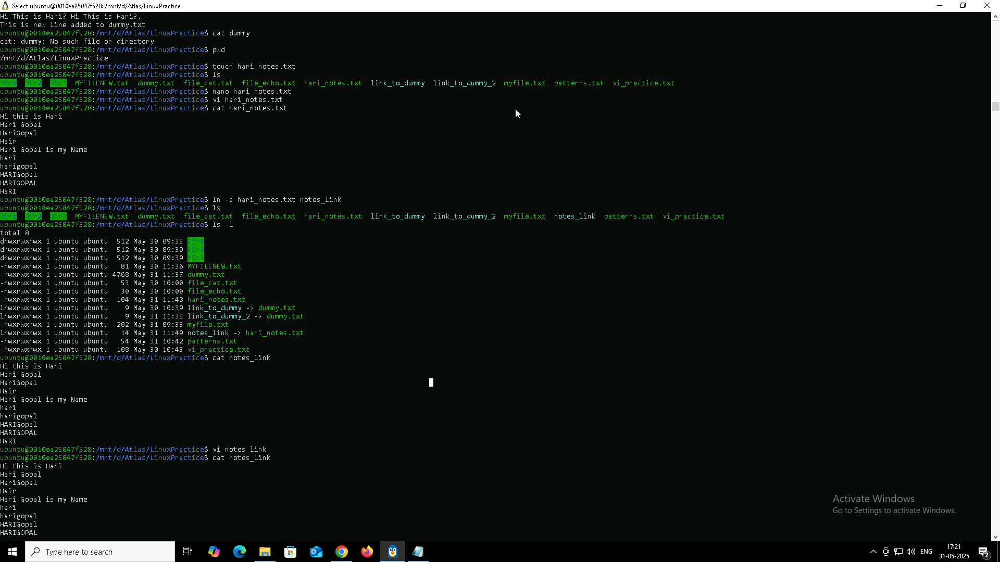 Select ubuntu@0010ea25047f528: /mnt/d/Atlas/LinuxPractice
Hi This is Hari? Hi This is Hari?.
This is new line added to dummy.txt
ubuntu@0010ea25047f528:/mnt/d/Atlas/LinuxPractice$ cat dummy
cat: dummy: No such file or directory
ubuntu@0010ea25047f528:/mnt/d/Atlas/LinuxPractice$ pwd
/mnt/d/Atlas/LinuxPractice
ubuntu@0010ea25047f528:/mnt/d/Atlas/LinuxPractice$ touch hari_notes.txt
ubuntu@0010ea25047f528:/mnt/d/Atlas/LinuxPractice$ ls
Dir1  Dir2  Dir3  MYFILENEW.txt  dummy.txt  file_cat.txt  file_echo.txt  hari_notes.txt  link_to_dummy  link_to_dummy_2  myfile.txt  patterns.txt  vi_practice.txt
ubuntu@0010ea25047f528:/mnt/d/Atlas/LinuxPractice$ nano hari_notes.txt
ubuntu@0010ea25047f528:/mnt/d/Atlas/LinuxPractice$ vi hari_notes.txt
ubuntu@0010ea25047f528:/mnt/d/Atlas/LinuxPractice$ cat hari_notes.txt
Hi this is Hari
Hari Gopal
HariGopal
Hair
Hari Gopal is my Name
hari
harigopal
HARIGopal
HARIGOPAL
HaRI
ubuntu@0010ea25047f528:/mnt/d/Atlas/LinuxPractice$ ln -s hari_notes.txt notes_link
ubuntu@0010ea25047f528:/mnt/d/Atlas/LinuxPractice$ ls
Dir1  Dir2  Dir3  MYFILENEW.txt  dummy.txt  file_cat.txt  file_echo.txt  hari_notes.txt  link_to_dummy  link_to_dummy_2  myfile.txt  notes_link  patterns.txt  vi_practice.txt
ubuntu@0010ea25047f528:/mnt/d/Atlas/LinuxPractice$ ls -l
total 8
drwxrwxrwx 1 ubuntu ubuntu  512 May 30 09:33 Dir1
drwxrwxrwx 1 ubuntu ubuntu  512 May 30 09:39 Dir2
drwxrwxrwx 1 ubuntu ubuntu  512 May 30 09:39 Dir3
-rwxrwxrwx 1 ubuntu ubuntu   81 May 30 11:36 MYFILENEW.txt
-rwxrwxrwx 1 ubuntu ubuntu 4768 May 31 11:37 dummy.txt
-rwxrwxrwx 1 ubuntu ubuntu   53 May 30 10:00 file_cat.txt
-rwxrwxrwx 1 ubuntu ubuntu   30 May 30 10:00 file_echo.txt
-rwxrwxrwx 1 ubuntu ubuntu  104 May 31 11:48 hari_notes.txt
lrwxrwxrwx 1 ubuntu ubuntu    9 May 30 10:39 link_to_dummy -> dummy.txt
lrwxrwxrwx 1 ubuntu ubuntu    9 May 31 11:33 link_to_dummy_2 -> dummy.txt
-rwxrwxrwx 1 ubuntu ubuntu  202 May 31 09:35 myfile.txt
lrwxrwxrwx 1 ubuntu ubuntu   14 May 31 11:49 notes_link -> hari_notes.txt
-rwxrwxrwx 1 ubuntu ubuntu   54 May 31 10:42 patterns.txt
-rwxrwxrwx 1 ubuntu ubuntu  108 May 30 10:45 vi_practice.txt
ubuntu@0010ea25047f528:/mnt/d/Atlas/LinuxPractice$ cat notes_link
Hi this is Hari
Hari Gopal
HariGopal
Hair
Hari Gopal is my Name
hari
harigopal
HARIGopal
HARIGOPAL
HaRI
ubuntu@0010ea25047f528:/mnt/d/Atlas/LinuxPractice$ vi notes_link
ubuntu@0010ea25047f528:/mnt/d/Atlas/LinuxPractice$ cat notes_link
Hi this is Hari
Hari Gopal
HariGopal
Hair
Hari Gopal is my Name
hari
harigopal
HARIGopal
HARIGOPAL
Activate Windows
Go to Settings to activate Windows.
Type here to search
ENG
17:21
31-05-2025
2